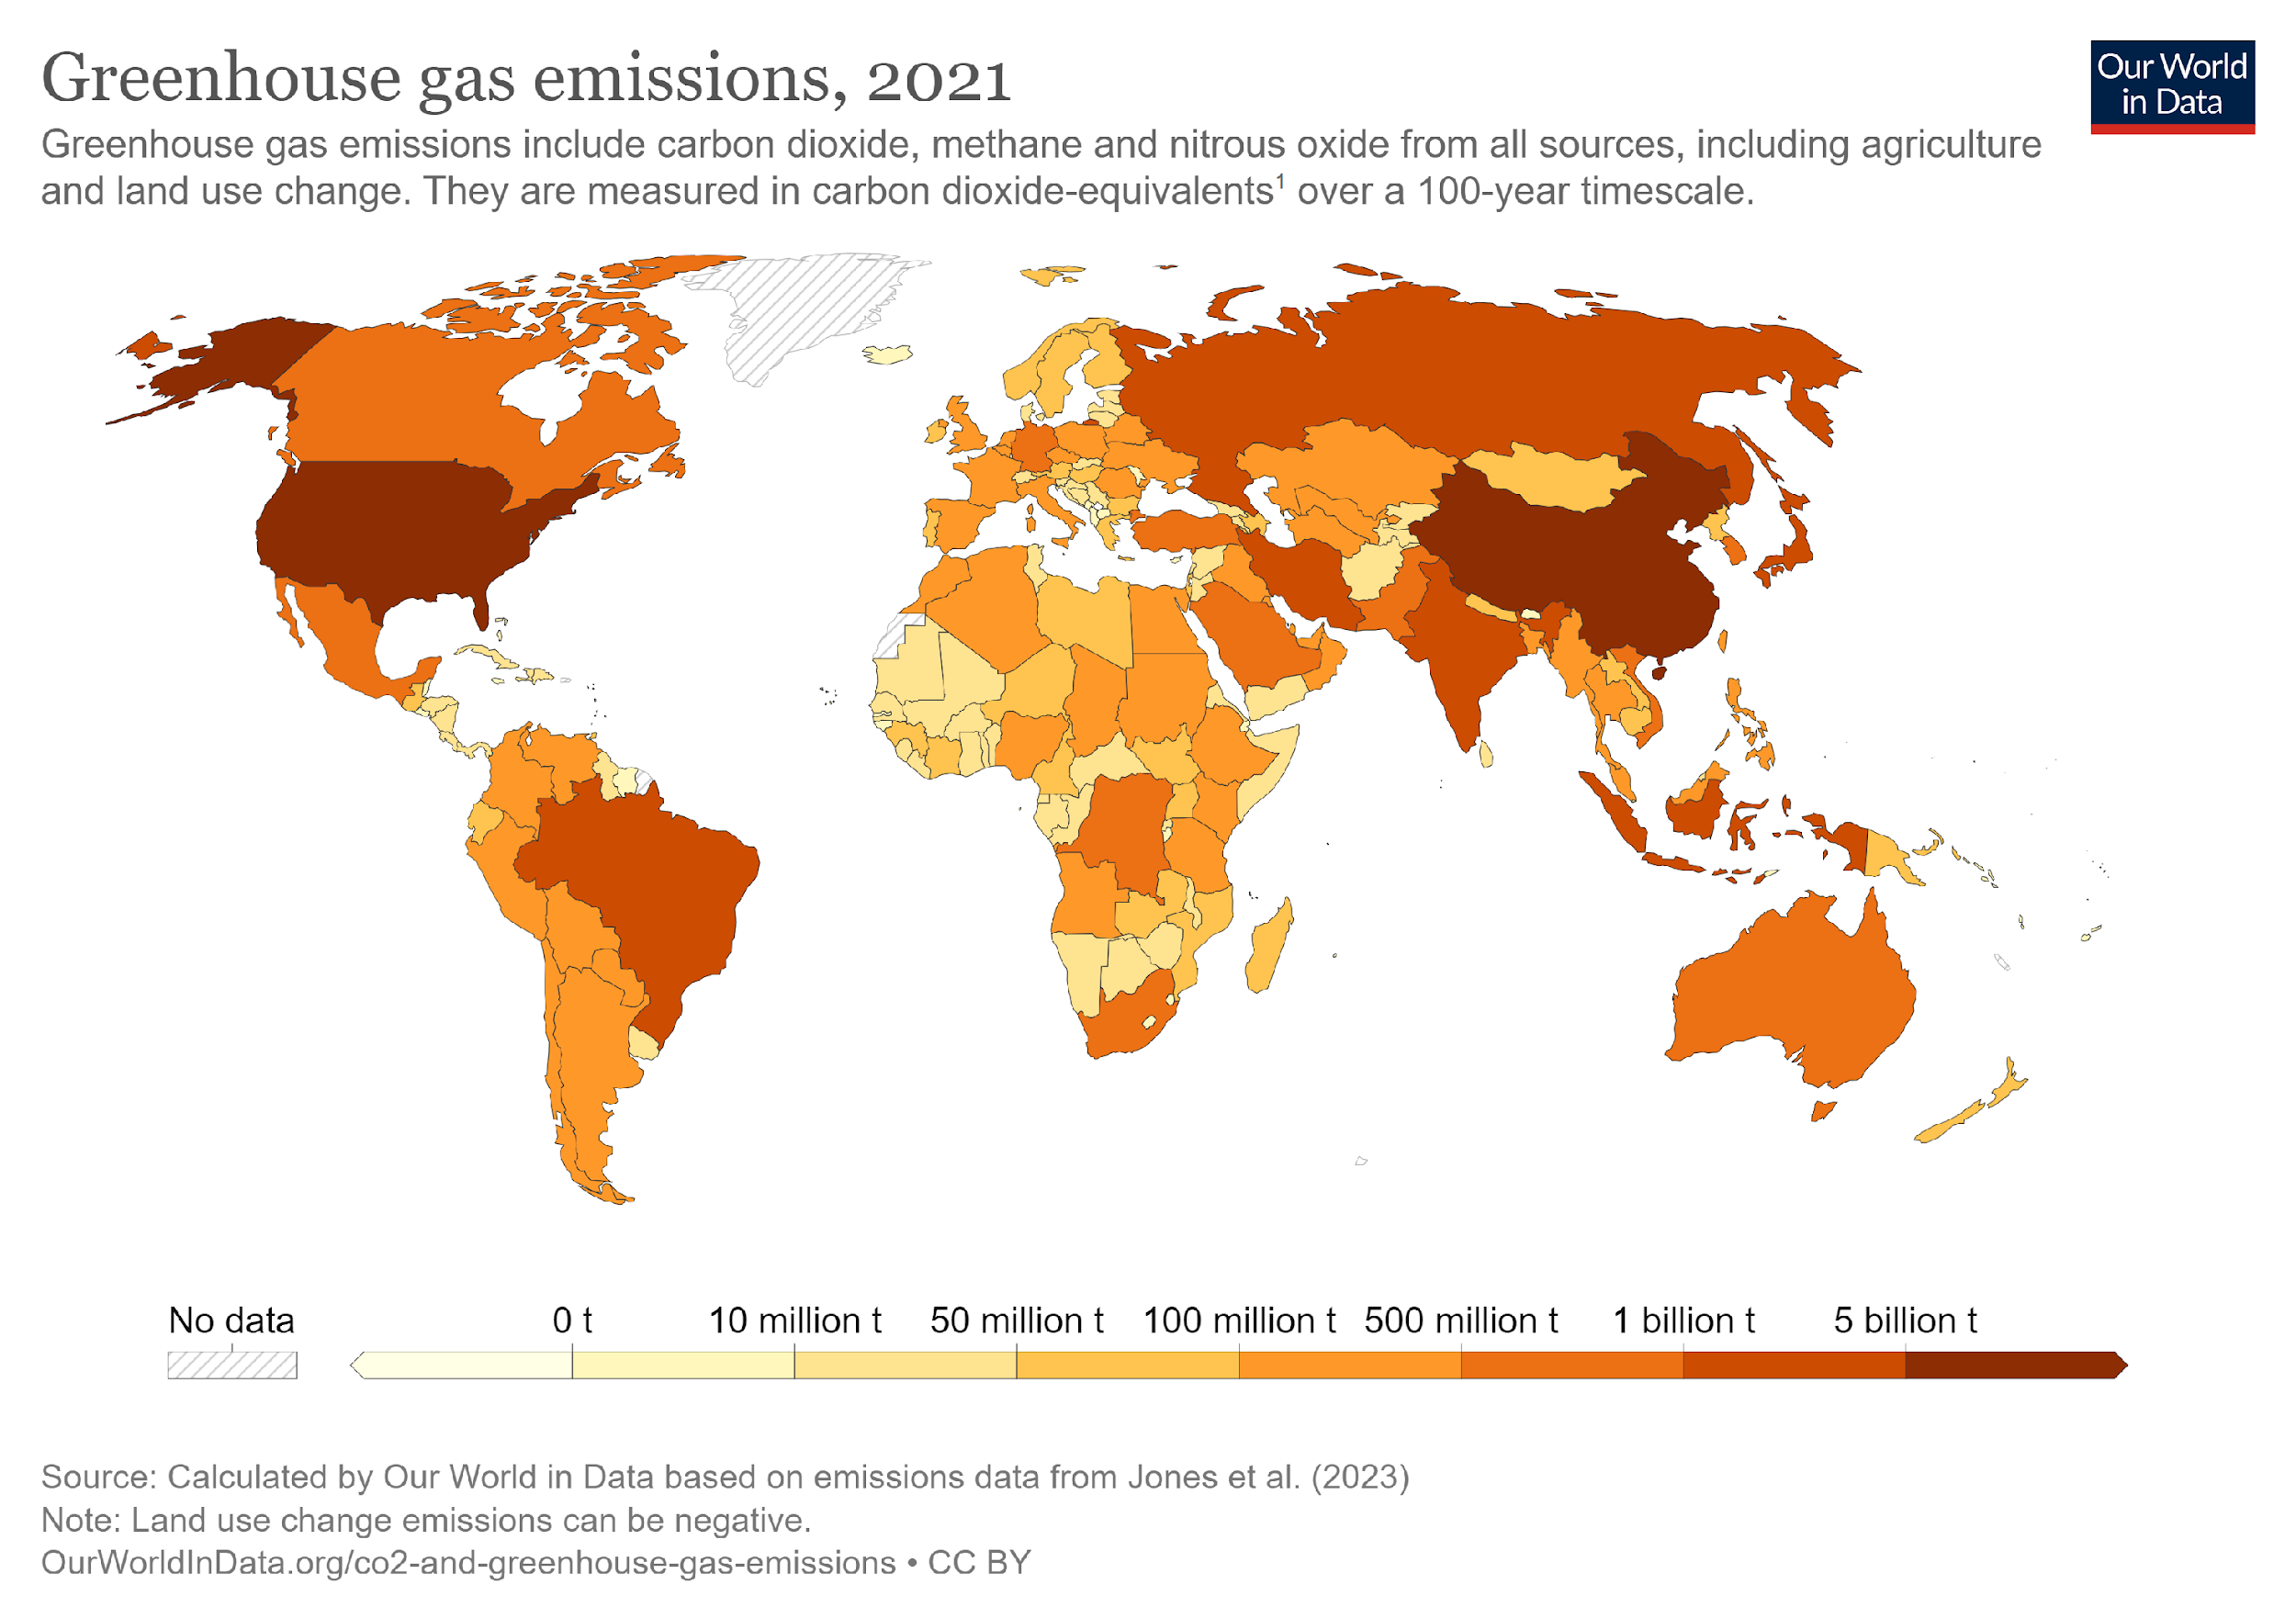 Greenhouse gas emissions, 2021
Our World
in Data
Greenhouse gas emissions include carbon dioxide, methane and nitrous oxide from all sources, including agriculture
and land use change. They are measured in carbon dioxide-equivalents¹ over a 100-year timescale.
No data
0 t
10 million t
50 million t
100 million t
500 million t
1 billion t
5 billion t
Source: Calculated by Our World in Data based on emissions data from Jones et al. (2023)
Note: Land use change emissions can be negative.
OurWorldInData.org/co2-and-greenhouse-gas-emissions • CC BY